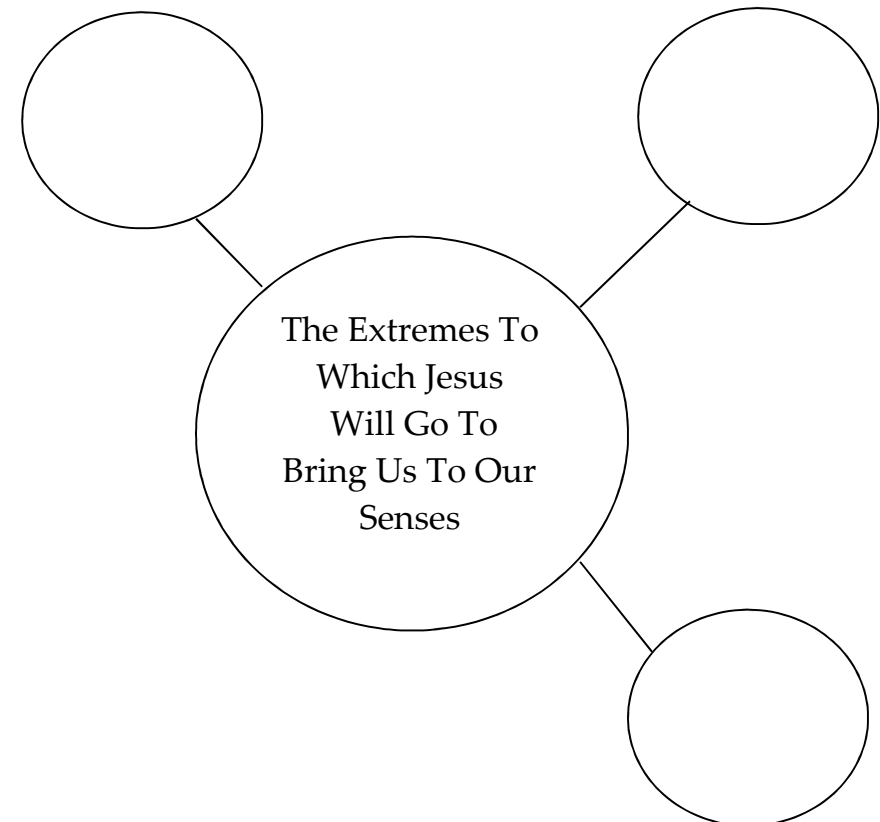 The Extremes To
Which Jesus
Will Go To
Bring Us To Our
Senses